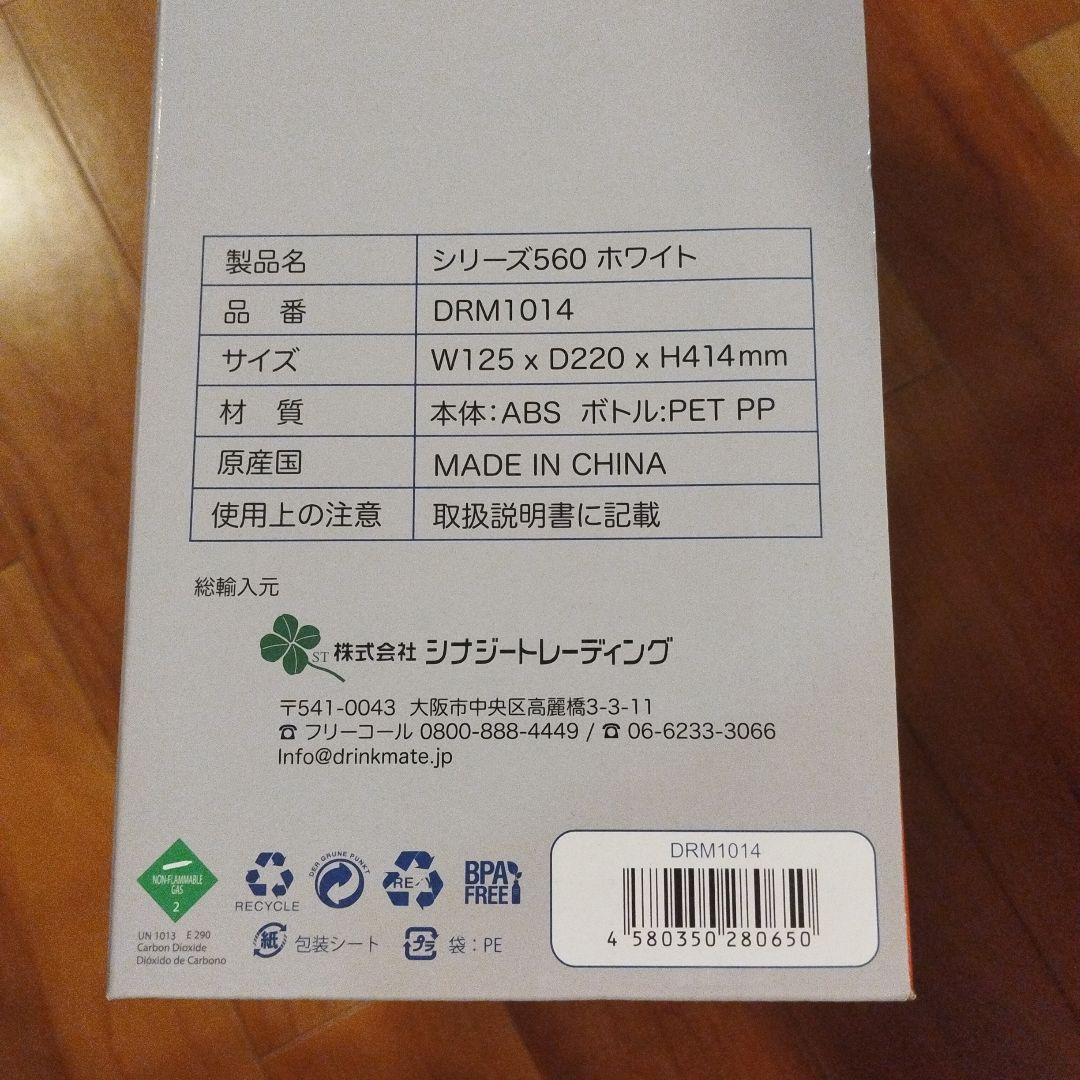 製品名 シリーズ560 ホワイト
品 番 DRM1014
サイズ W125 x D220 x H414mm
材 質 本体:ABS ボトル:PET PP
原産国 MADE IN CHINA
使用上の注意 取扱説明書に記載
総輸入元
ST 株式会社 シナジートレーディング
〒541-0043 大阪市中央区高麗橋3-3-11
☎ フリーコール 0800-888-4449 / ☎ 06-6233-3066
Info@drinkmate.jp
NON-FLAMMABLE
GAS
2
UN 1013 E 290
Carbon Dioxide
Dióxido de Carbono
RECYCLE
DER GRÜNE PUNKT
BPA
FREE
紙 包装シート
プラ 袋:PE
DRM1014
4 580350 280650